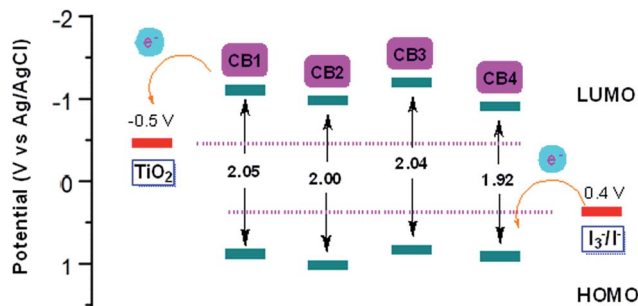 Potential (V vs Ag/AgCl)
-2
-1
0
1
e⁻
CB1
CB2
CB3
CB4
LUMO
-0.5 V
TiO₂
2.05
2.00
2.04
1.92
e⁻
0.4 V
I₃⁻/I⁻
HOMO